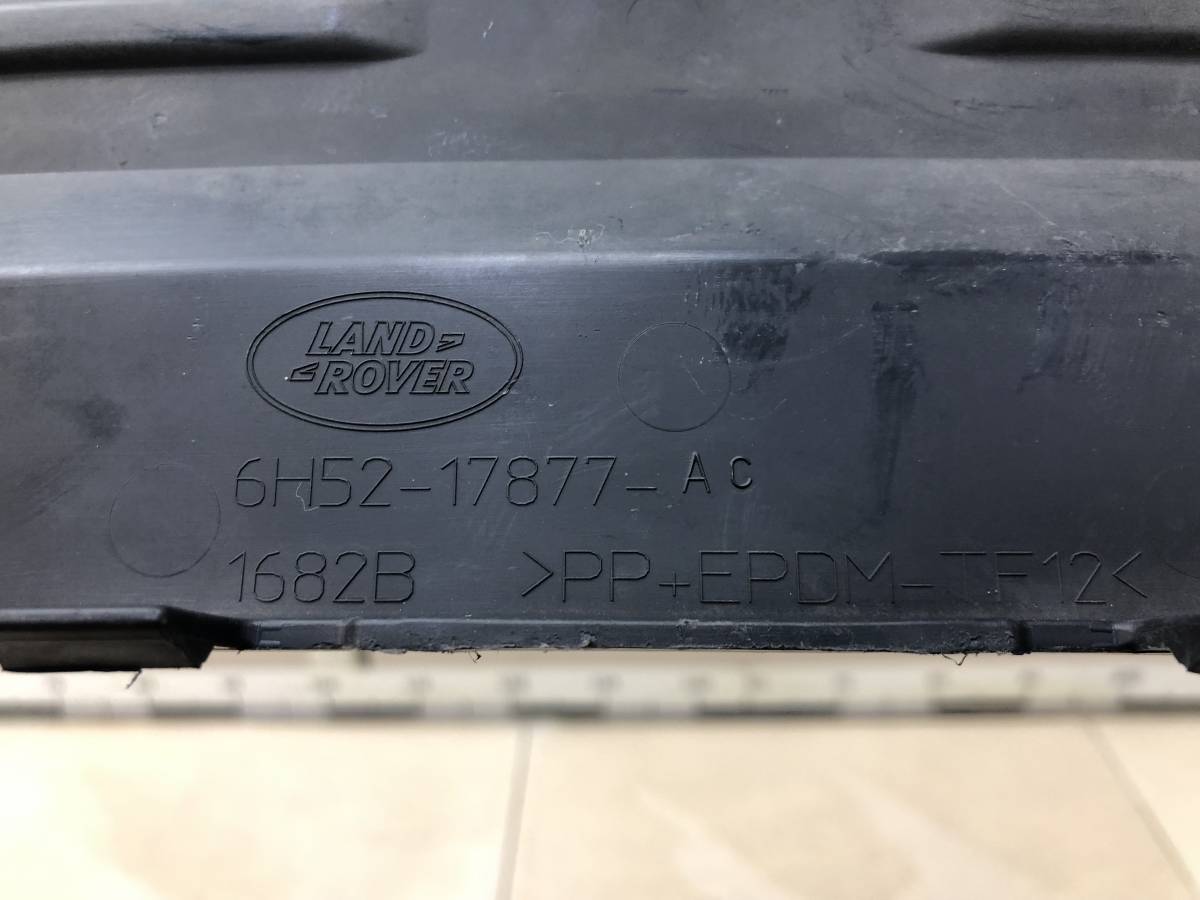 LAND
ROVER
6H52-17877-AC
1682B >PP+EPDM-TF12<